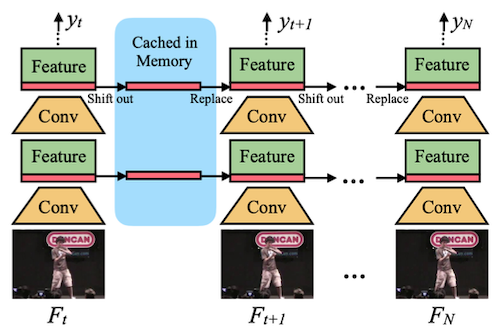 y_t
y_{t+1}
y_N
Cached in
Memory
Feature
Feature
Feature
Shift out
Replace
Shift out
...
Replace
Conv
Conv
Conv
Feature
Feature
Feature
...
Conv
Conv
Conv
DUNCAN
DUNCAN
DUNCAN
...
F_t
F_{t+1}
F_N